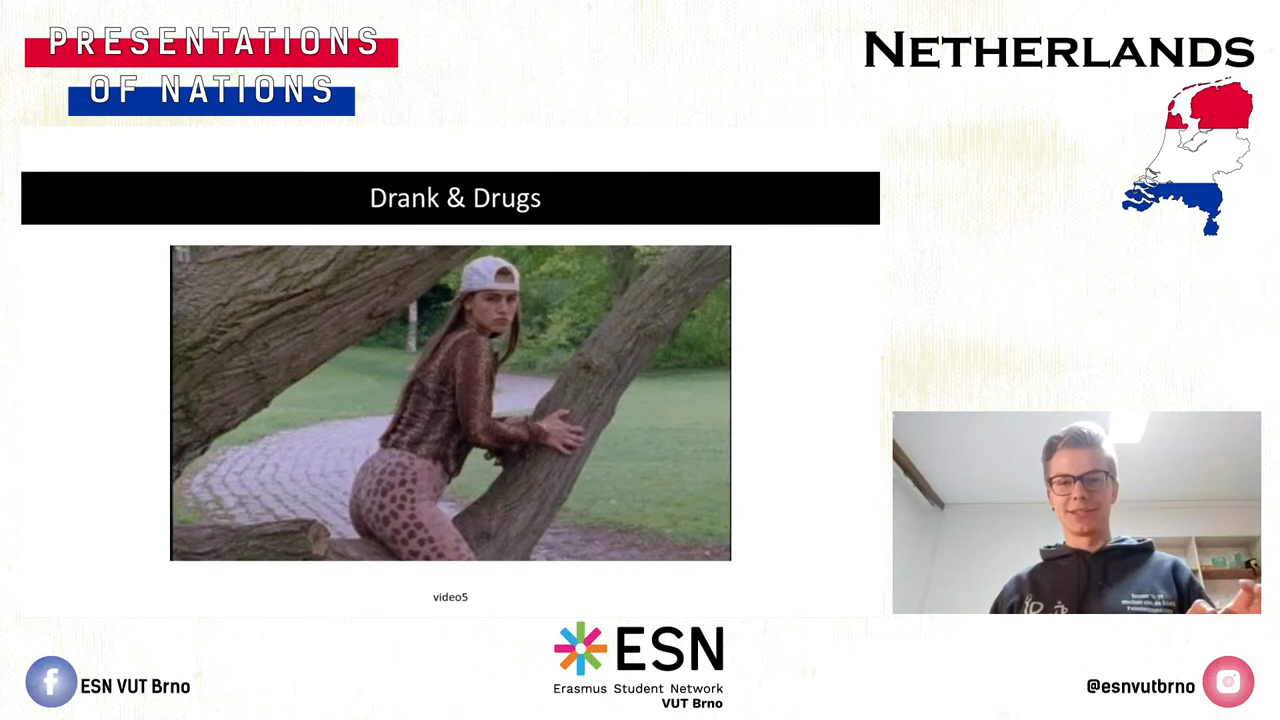 PRESENTATIONS
OF NATIONS
NETHERLANDS
Drank & Drugs
video5
ESN
Erasmus Student Network
VUT Brno
ESN VUT Brno
@esnvutbrno